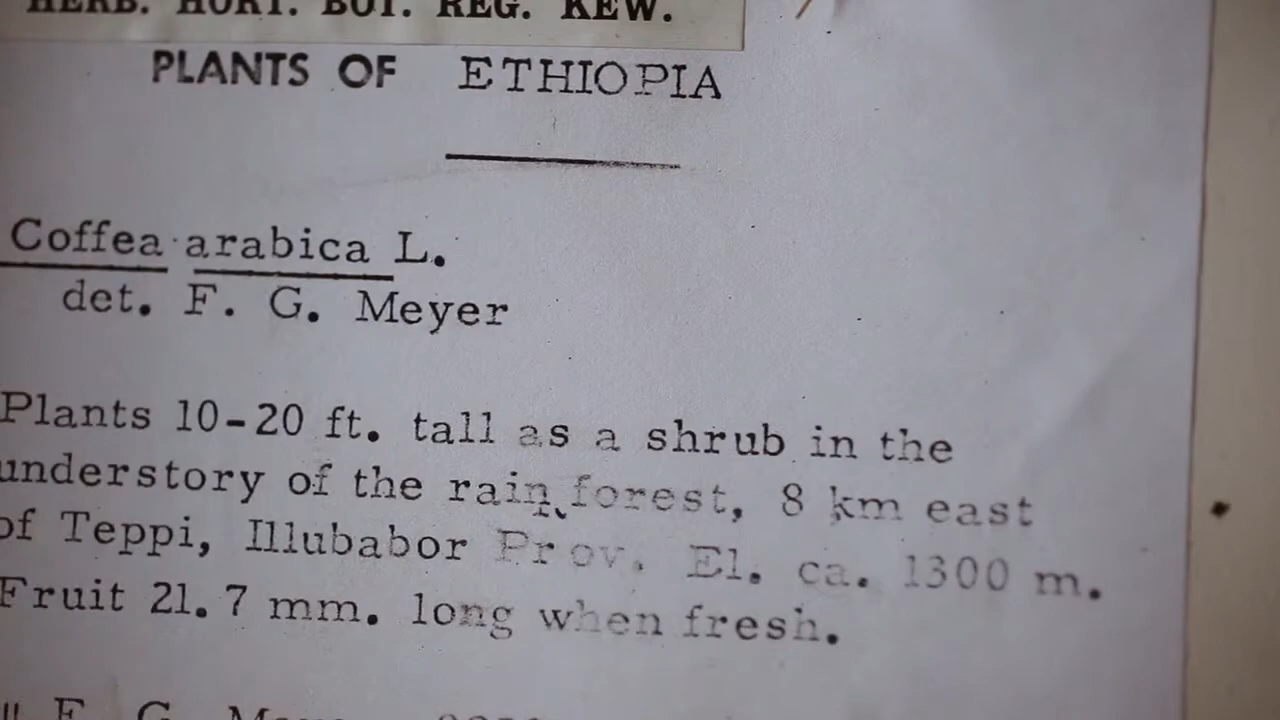 HERB. HORT. BOT. REG. KEW.
PLANTS OF ETHIOPIA
Coffea arabica L.
det. F. G. Meyer
Plants 10-20 ft. tall as a shrub in the
understory of the rain forest, 8 km east
of Teppi, Illubabor Prov. El. ca. 1300 m.
Fruit 21.7 mm. long when fresh.
F. G.